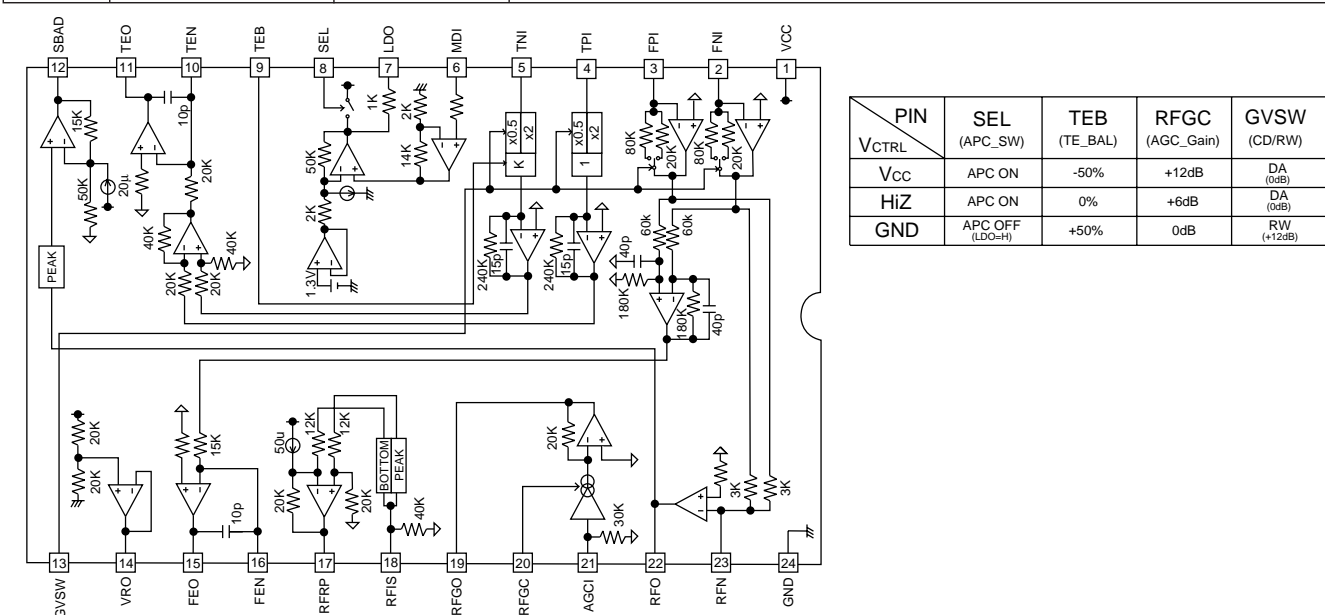 SBAD
TEO
TEN
TEB
SEL
LDO
MDI
TNI
TPI
FPI
FNI
VCC
12
11
10
9
8
7
6
5
4
3
2
1
15K
50K
20μ
10p
20K
40K
40K
20K
20K
PEAK
1K
2K
14K
50K
2K
1.3V
x0.5
x2
K
x0.5
x2
1
240K
15p
240K
15p
80K
20K
80K
20K
60k
60k
40p
180K
180K
40p
20K
20K
15K
10p
50u
12K
12K
20K
20K
BOTTOM
PEAK
40K
20K
30K
3K
3K
13
14
15
16
17
18
19
20
21
22
23
24
GVSW
VRO
FEO
FEN
RFRP
RFIS
RFGO
RFGC
AGCI
RFO
RFN
GND
PIN SEL TEB RFGC GVSW
VCTRL (APC_SW) (TE_BAL) (AGC_Gain) (CD/RW)
VCC APC ON -50% +12dB DA (0dB)
HiZ APC ON 0% +6dB DA (0dB)
GND APC OFF (LDO=H) +50% 0dB RW (+12dB)